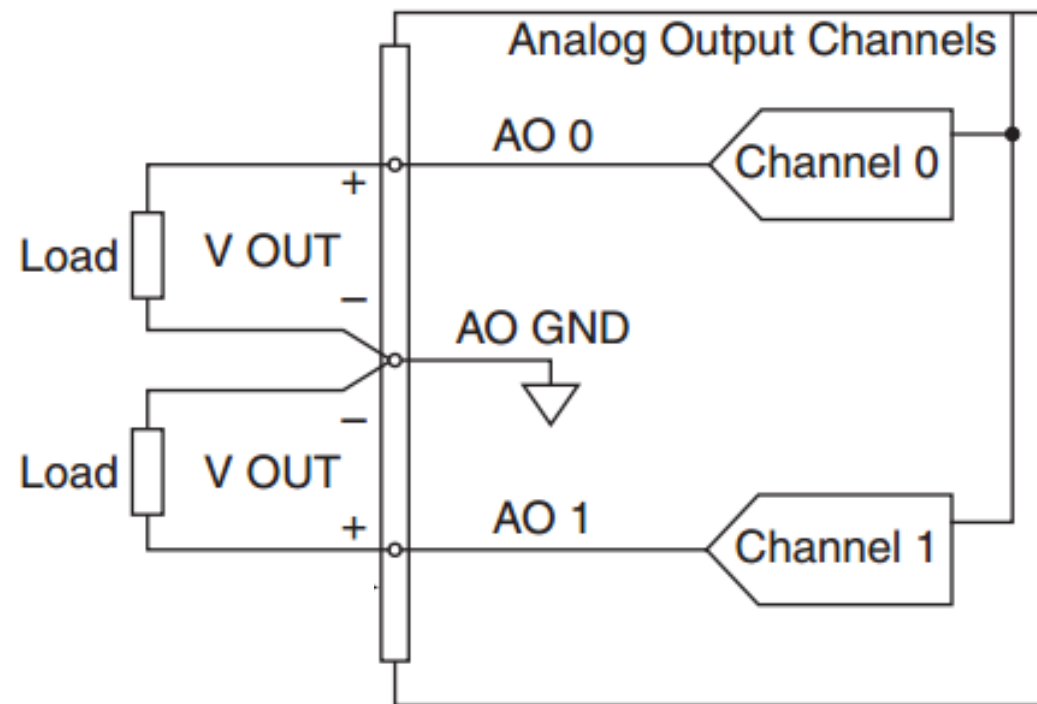 Analog Output Channels
AO 0
Channel 0
+
Load
V OUT
–
AO GND
–
Load
V OUT
+
AO 1
Channel 1